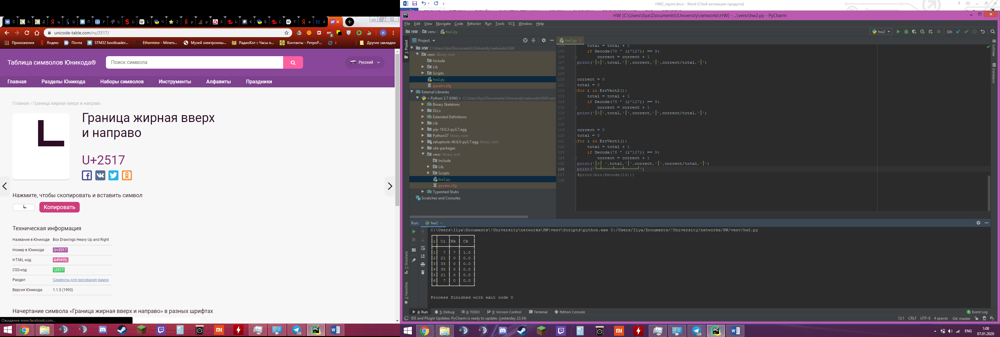 unicode-table.com/ru/2517/
Приложения
Яндекс
Почта
STM32 bootloader...
Ethermine - Miners...
Музей электронны...
РадиоКот :: Часы н...
Контакты - РетроР...
i
Другие закладки
Таблица символов Юникода®
Поиск символа
Русский
Главная
Разделы Юникода
Наборы символов
Инструменты
Алфавиты
Праздники
Главная › Граница жирная вверх и направо
Граница жирная вверх
и направо
U+2517
Нажмите, чтобы скопировать и вставить символ
┗
Копировать
Техническая информация
Название в Юникоде Box Drawings Heavy Up and Right
Номер в Юникоде U+2517
HTML-код &#9495;
CSS-код \2517
Раздел Символы для рисования рамок
Версия Юникода: 1.1.5 (1993)
Начертание символа «Граница жирная вверх и направо» в разных шрифтах
Ожидание www.facebook.com...
HW2_report.docx - Word (Сбой активации продукта)
HW [C:\Users\Ilya\Documents\!University\networks\HW] - ...\venv\hw2.py - PyCharm
File Edit View Navigate Code Refactor Run Tools VCS Window Help
HW venv hw2.py
hw2
Git:
1: Project
Project
HW C:\Users\Ilya\Documents\!University\networks\HW
venv library root
Include
Lib
Scripts
hw2.py
pyvenv.cfg
External Libraries
< Python 3.7 (HW) > C:\Users\Ilya\Documents\!University\networks\HW\ven
Binary Skeletons
DLLs
Extended Definitions
Lib
pip-19.0.3-py3.7.egg
Python37 library root
setuptools-40.8.0-py3.7.egg library root
site-packages
venv library root
Include
Lib
Scripts
hw2.py
pyvenv.cfg
Typeshed Stubs
Scratches and Consoles
hw2.py
104 total = total + 1
105 if Decode(78 ^ (i^127)) == 9:
106 correct = correct + 1
107 print('┃4┃',total,'┃',correct,'┃',correct/total,'┃')
108
109
110 correct = 0
111 total = 0
112 for i in ErrVect2():
113 total = total + 1
114 if Decode(78 ^ (i^127)) == 9:
115 correct = correct + 1
116 print('┃5┃',total,'┃',correct,'┃',correct/total,'┃')
117
118
119 correct = 0
120 total = 0
121 for i in ErrVect1():
122 total = total + 1
123 if Decode(78 ^ (i^127)) == 9:
124 correct = correct + 1
125 print('┃6┃ ',total,'┃',correct,'┃',correct/total,'┃')
126 print('┗━┻━━━━┻━━━┻━━━━━┛')
127 #print(bin(Decode(14)))
128
SciView
Database
Run: hw2
C:\Users\Ilya\Documents\!University\networks\HW\venv\Scripts\python.exe C:/Users/Ilya/Documents/!University/networks/HW/venv/hw2.py
┏━┳━━━━┳━━━┳━━━━━┓
┃i┃ Ci ┃Nk ┃ Ck ┃
┣━╋━━━━╋━━━╋━━━━━┫
┃1┃ 7 ┃ 7 ┃ 1.0 ┃
┃2┃ 21 ┃ 0 ┃ 0.0 ┃
┃3┃ 35 ┃ 0 ┃ 0.0 ┃
┃4┃ 35 ┃ 0 ┃ 0.0 ┃
┃5┃ 21 ┃ 0 ┃ 0.0 ┃
┃6┃ 7 ┃ 0 ┃ 0.0 ┃
┗━┻━━━━┻━━━┻━━━━━┛
Process finished with exit code 0
7: Structure
2: Favorites
4: Run 5: Debug 6: TODO 9: Version Control Terminal Python Console
1 Event Log
IDE and Plugin Updates: PyCharm is ready to update. (yesterday 22:34)
12:1 CRLF UTF-8 4 spaces Git: master
ENG
1:08
07.01.2020